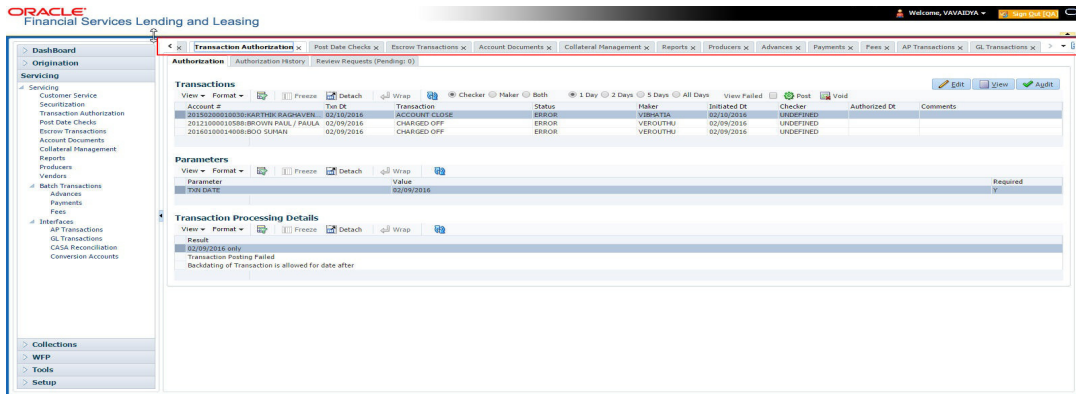 ORACLE
Financial Services Lending and Leasing
Welcome, VAVAIDYA
Sign Out [QA]
Transaction Authorization x Post Date Checks x Escrow Transactions x Account Documents x Collateral Management x Reports x Producers x Advances x Payments x Fees x AP Transactions x GL Transactions x
DashBoard
Origination
Servicing
Servicing
Customer Service
Securitization
Transaction Authorization
Post Date Checks
Escrow Transactions
Account Documents
Collateral Management
Reports
Producers
Vendors
Batch Transactions
Advances
Payments
Fees
Interfaces
AP Transactions
GL Transactions
CASA Reconciliation
Conversion Accounts
Collections
WFP
Tools
Setup
Authorization Authorization History Review Requests (Pending: 0)
Transactions
Edit View Audit
View Format Freeze Detach Wrap Checker Maker Both 1 Day 2 Days 5 Days All Days View Failed Post Void
Account # Txn Dt Transaction Status Maker Initiated Dt Checker Authorized Dt Comments
20150200010030:KARTHIK RAGHAVEN... 02/10/2016 ACCOUNT CLOSE ERROR VIBHATIA 02/10/2016 UNDEFINED
20121000010588:BROWN PAUL / PAULA 02/09/2016 CHARGED OFF ERROR VEROUTHU 02/09/2016 UNDEFINED
20160100014008:BOO SUMAN 02/09/2016 CHARGED OFF ERROR VEROUTHU 02/09/2016 UNDEFINED
Parameters
View Format Freeze Detach Wrap
Parameter Value Required
TXN DATE 02/09/2016 Y
Transaction Processing Details
View Format Freeze Detach Wrap
Result
02/09/2016 only
Transaction Posting Failed
Backdating of Transaction is allowed for date after